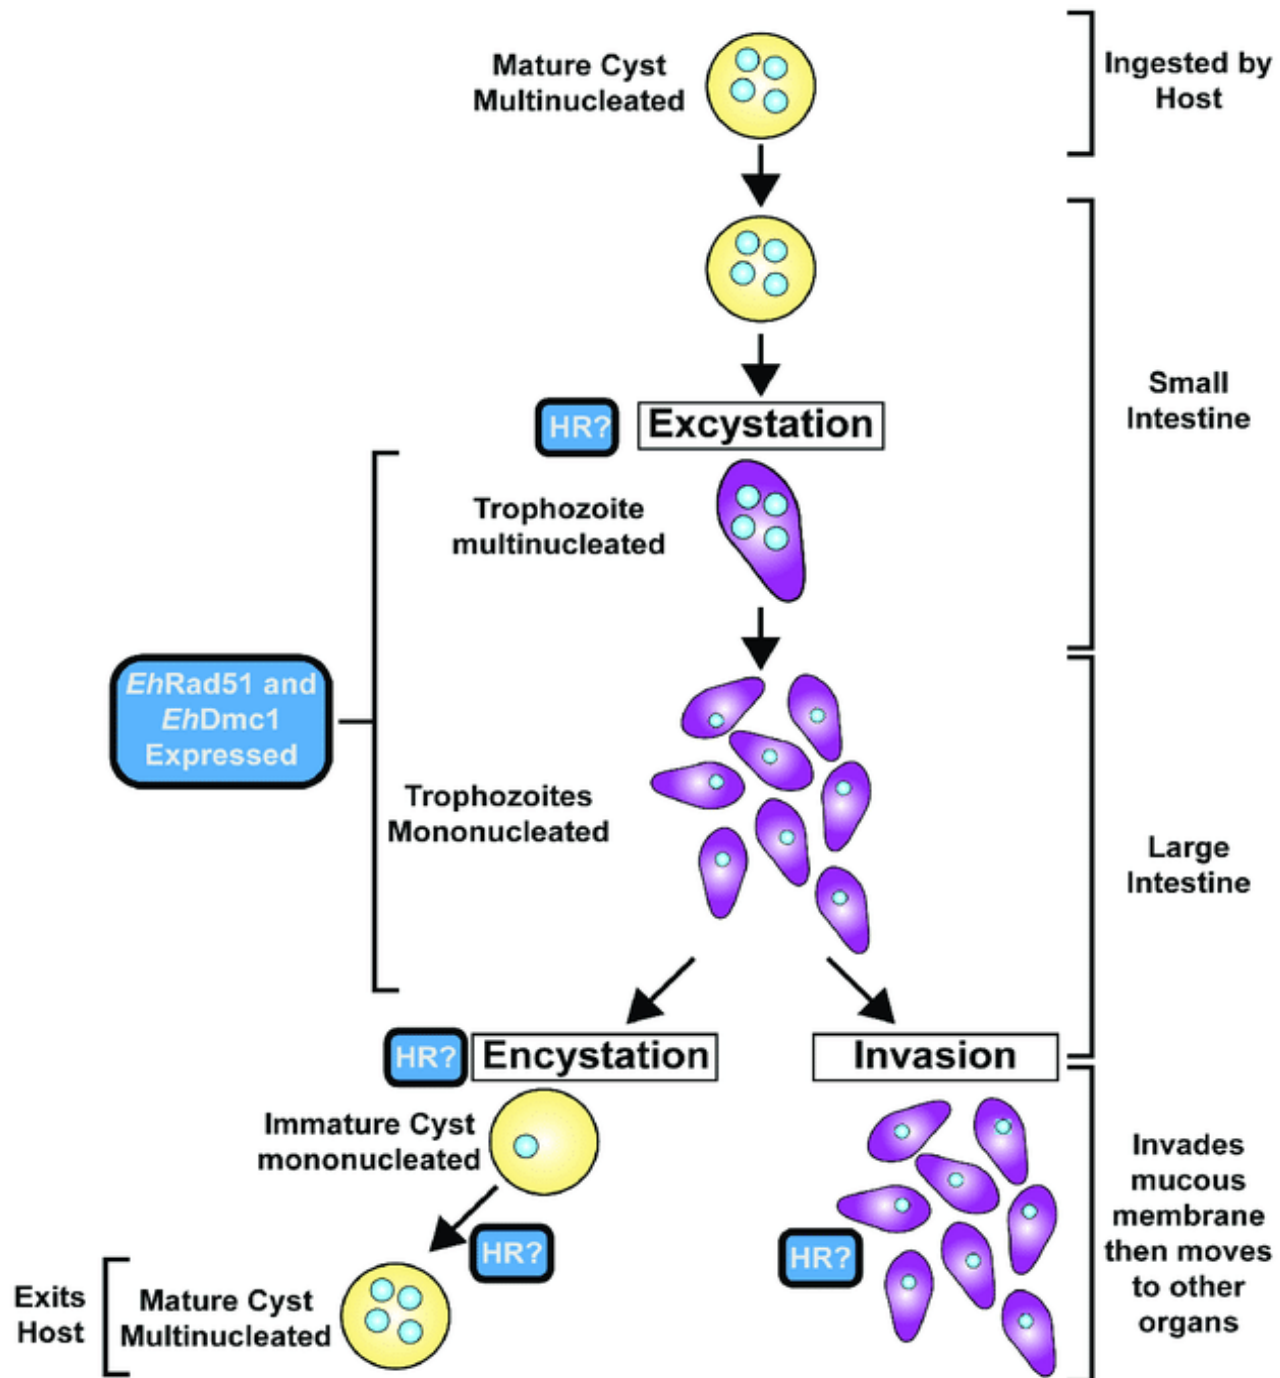 Mature Cyst
Multinucleated
Ingested by
Host
Small
Intestine
HR?
Excystation
Trophozoite
multinucleated
EhRad51 and
EhDmc1
Expressed
Trophozoites
Mononucleated
Large
Intestine
HR?
Encystation
Invasion
Immature Cyst
mononucleated
HR?
Exits
Host
Mature Cyst
Multinucleated
HR?
Invades
mucous
membrane
then moves
to other
organs